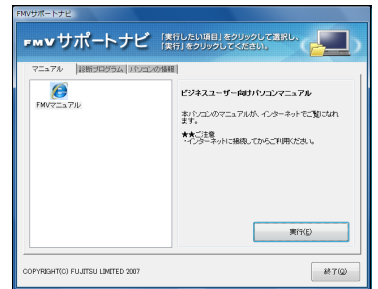 FMVサポートナビ
FMVサポートナビ
「実行したい項目」をクリックして選択し、
「実行」をクリックしてください。
マニュアル 診断プログラム パソコンの情報
FMVマニュアル
ビジネスユーザー向けパソコンマニュアル
本パソコンのマニュアルが、インターネットでご覧になれ
ます。
★★ご注意
・インターネットに接続してからご利用ください。
実行(E)
COPYRIGHT(C) FUJITSU LIMITED 2007
終了(Q)